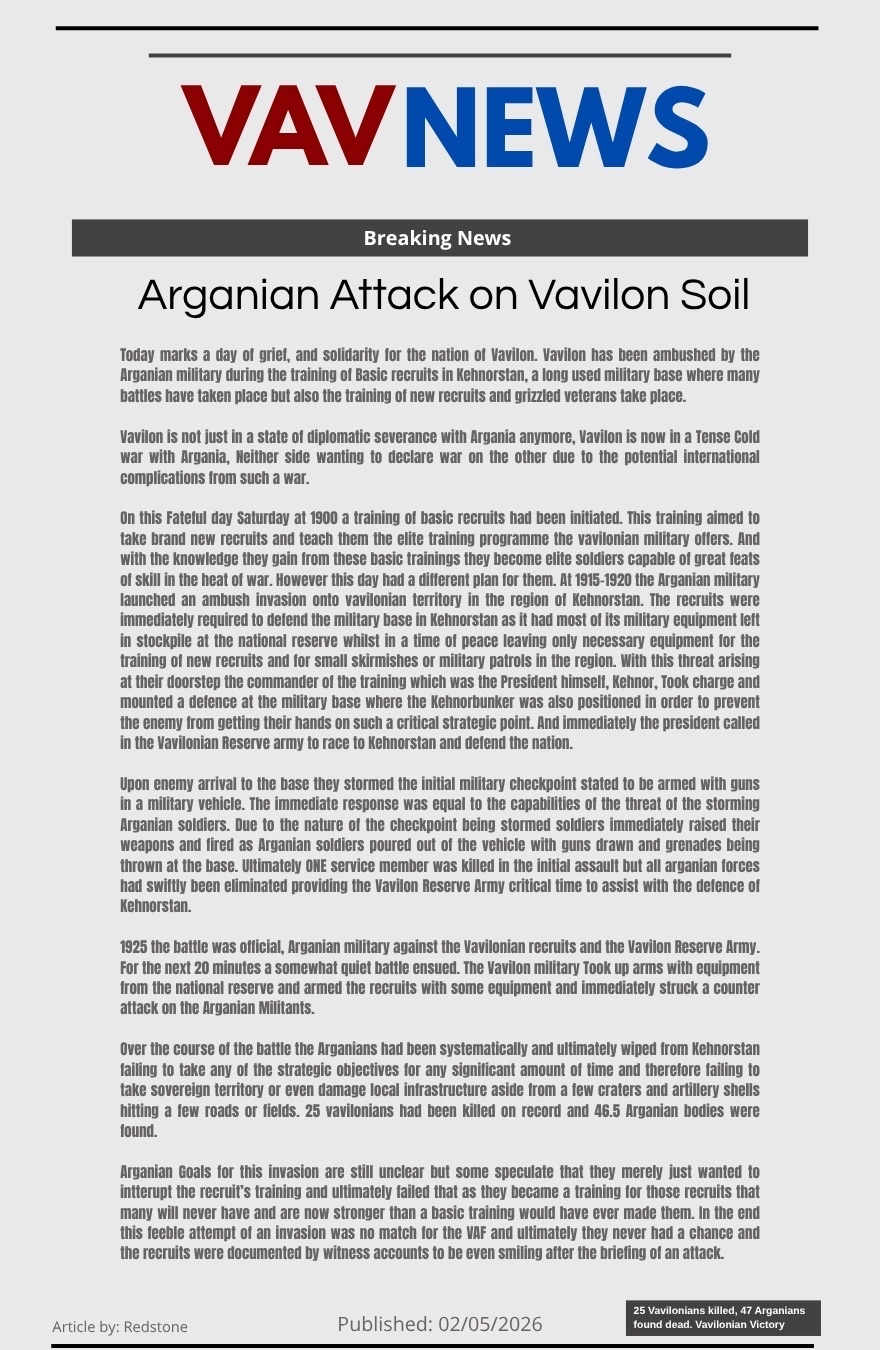 VAVNEWS
Breaking News
Arganian Attack on Vavilon Soil
Today marks a day of grief, and solidarity for the nation of Vavilon. Vavilon has been ambushed by the
Arganian military during the training of Basic recruits in Kehnorstan, a long used military base where many
battles have taken place but also the training of new recruits and grizzled veterans take place.
Vavilon is not just in a state of diplomatic severance with Argania anymore, Vavilon is now in a Tense Cold
war with Argania, Neither side wanting to declare war on the other due to the potential international
complications from such a war.
On this Fateful day Saturday at 1900 a training of basic recruits had been initiated. This training aimed to
take brand new recruits and teach them the elite training programme the vavilonian military offers. And
with the knowledge they gain from these basic trainings they become elite soldiers capable of great feats
of skill in the heat of war. However this day had a different plan for them. At 1915-1920 the Arganian military
launched an ambush invasion onto vavilonian territory in the region of Kehnorstan. The recruits were
immediately required to defend the military base in Kehnorstan as it had most of its military equipment left
in stockpile at the national reserve whilst in a time of peace leaving only necessary equipment for the
training of new recruits and for small skirmishes or military patrols in the region. With this threat arising
at their doorstep the commander of the training which was the President himself, Kehnor, Took charge and
mounted a defence at the military base where the Kehnorbunker was also positioned in order to prevent
the enemy from getting their hands on such a critical strategic point. And immediately the president called
in the Vavilonian Reserve army to race to Kehnorstan and defend the nation.
Upon enemy arrival to the base they stormed the initial military checkpoint stated to be armed with guns
in a military vehicle. The immediate response was equal to the capabilities of the threat of the storming
Arganian soldiers. Due to the nature of the checkpoint being stormed soldiers immediately raised their
weapons and fired as Arganian soldiers poured out of the vehicle with guns drawn and grenades being
thrown at the base. Ultimately ONE service member was killed in the initial assault but all arganian forces
had swiftly been eliminated providing the Vavilon Reserve Army critical time to assist with the defence of
Kehnorstan.
1925 the battle was official, Arganian military against the Vavilonian recruits and the Vavilon Reserve Army.
For the next 20 minutes a somewhat quiet battle ensued. The Vavilon military Took up arms with equipment
from the national reserve and armed the recruits with some equipment and immediately struck a counter
attack on the Arganian Militants.
Over the course of the battle the Arganians had been systematically and ultimately wiped from Kehnorstan
failing to take any of the strategic objectives for any significant amount of time and therefore failing to
take sovereign territory or even damage local infrastructure aside from a few craters and artillery shells
hitting a few roads or fields. 25 vavilonians had been killed on record and 46.5 Arganian bodies were
found.
Arganian Goals for this invasion are still unclear but some speculate that they merely just wanted to
intterupt the recruit's training and ultimately failed that as they became a training for those recruits that
many will never have and are now stronger than a basic training would have ever made them. In the end
this feeble attempt of an invasion was no match for the VAF and ultimately they never had a chance and
the recruits were documented by witness accounts to be even smiling after the briefing of an attack.
Article by: Redstone
Published: 02/05/2026
25 Vavilonians killed, 47 Arganians
found dead. Vavilonian Victory